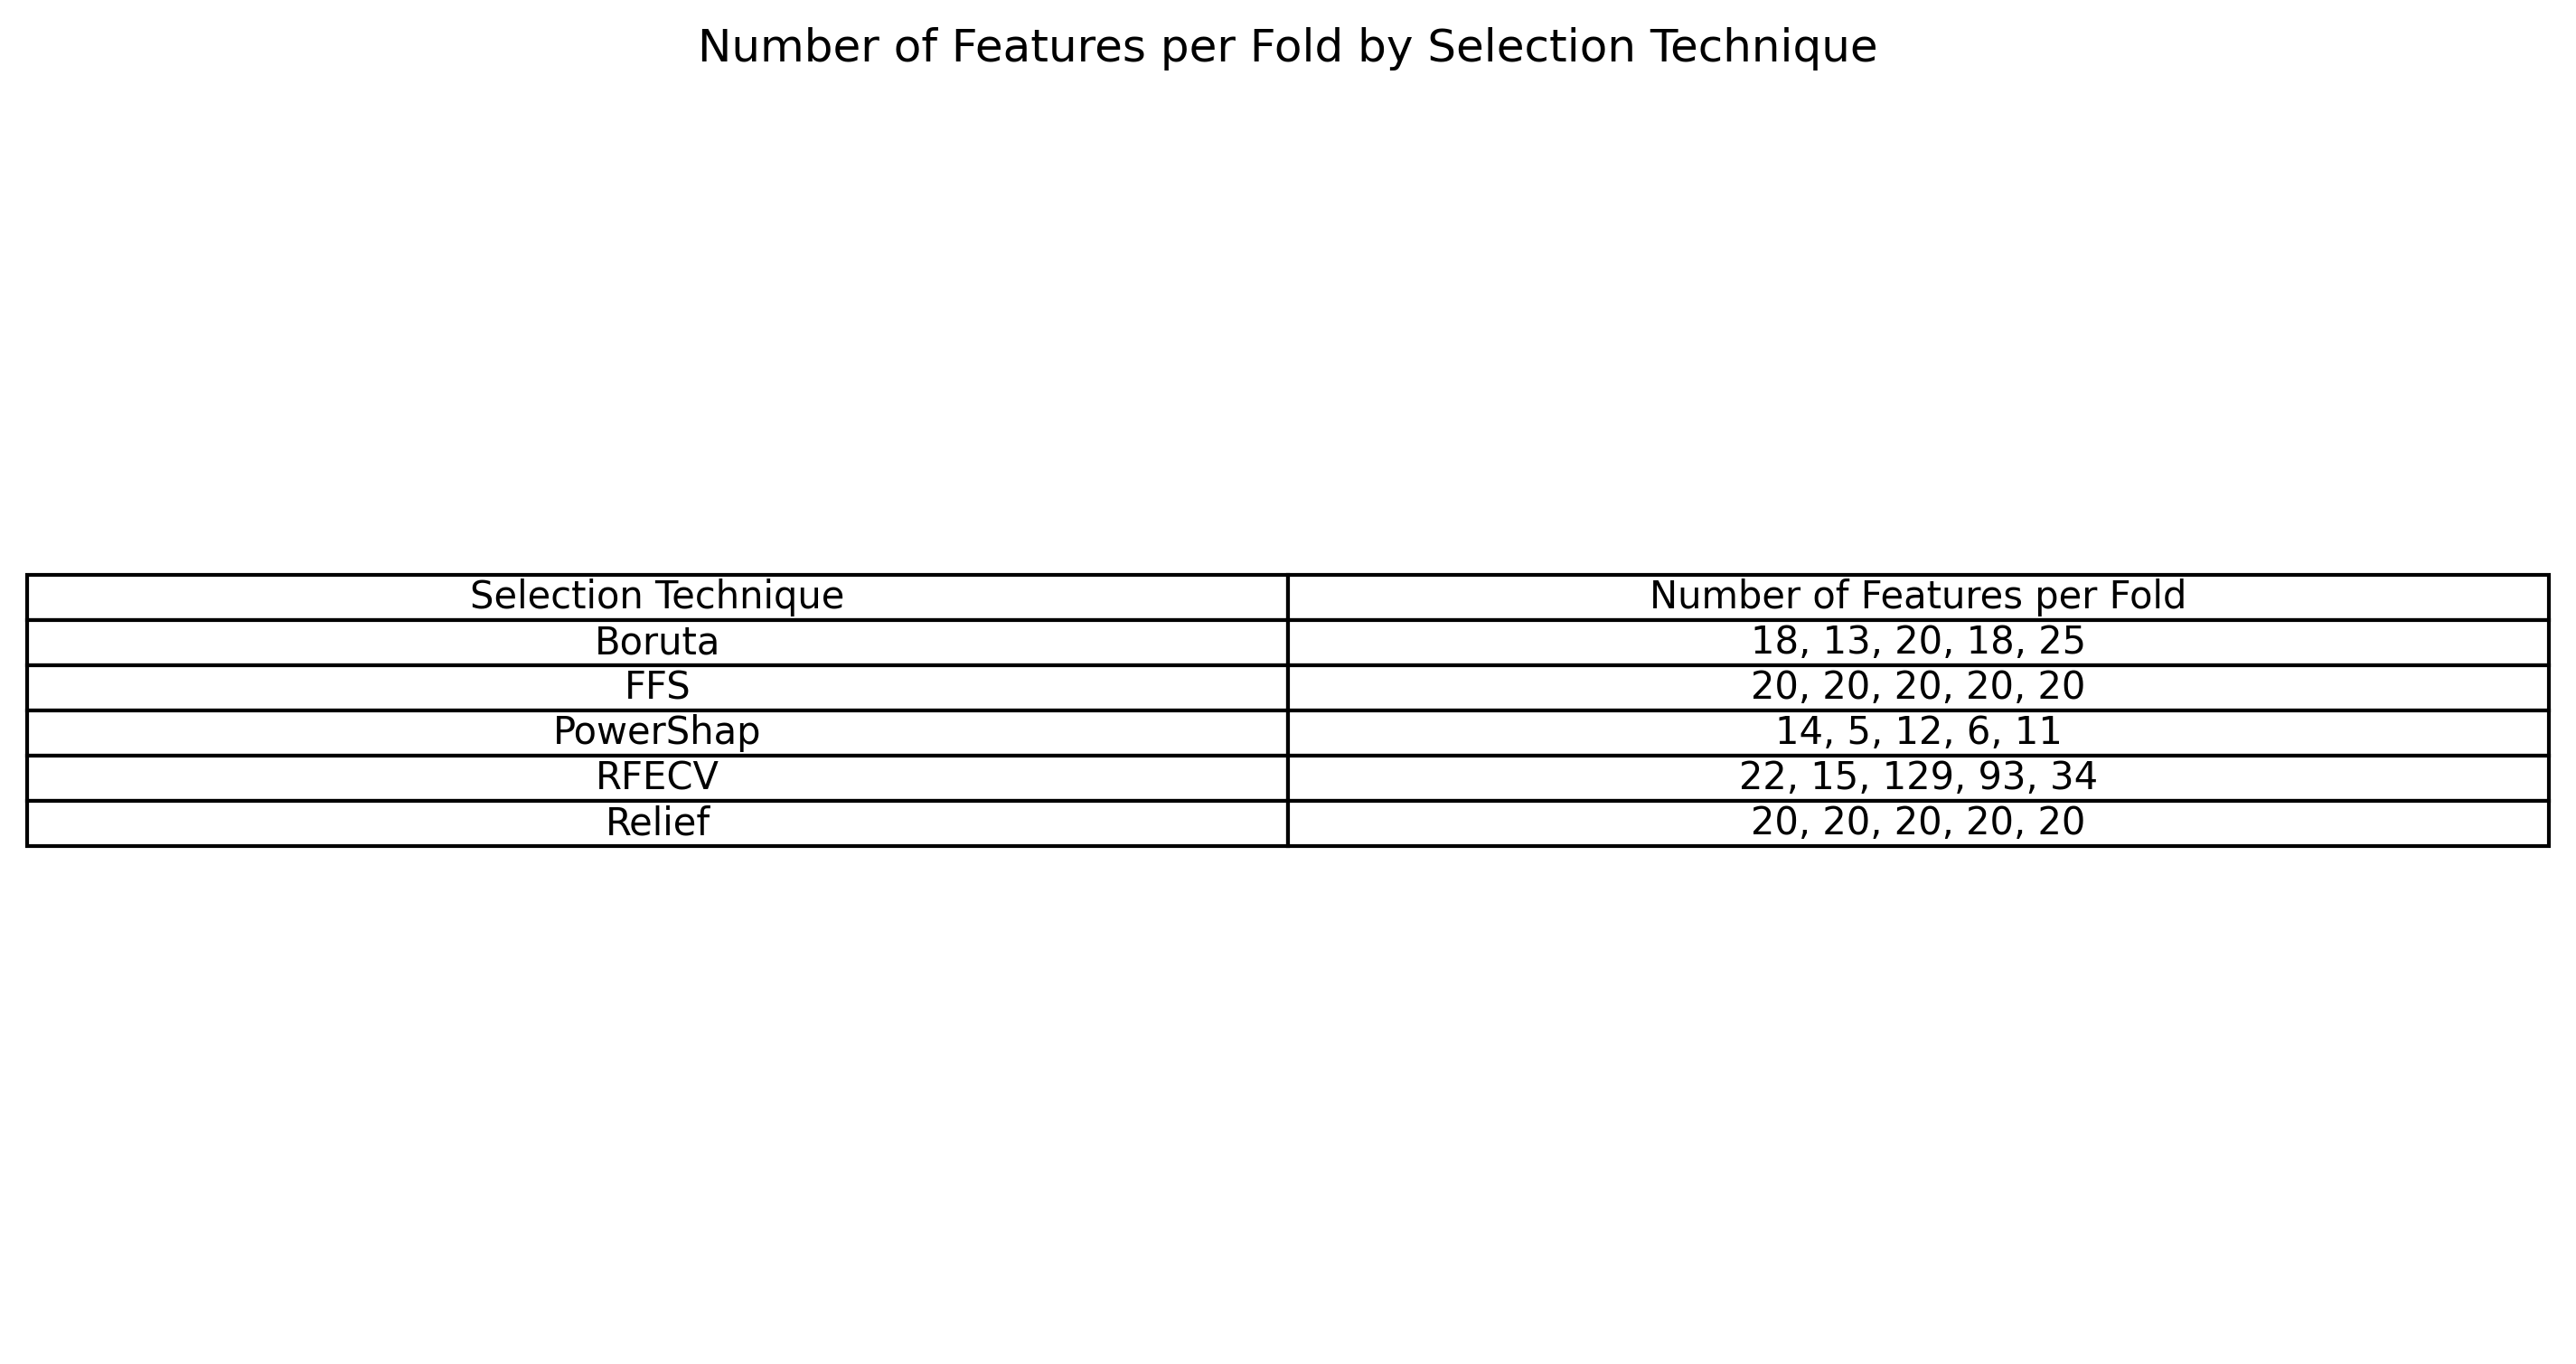 Number of Features per Fold by Selection Technique
Selection Technique Number of Features per Fold
Boruta 18, 13, 20, 18, 25
FFS 20, 20, 20, 20, 20
PowerShap 14, 5, 12, 6, 11
RFECV 22, 15, 129, 93, 34
Relief 20, 20, 20, 20, 20